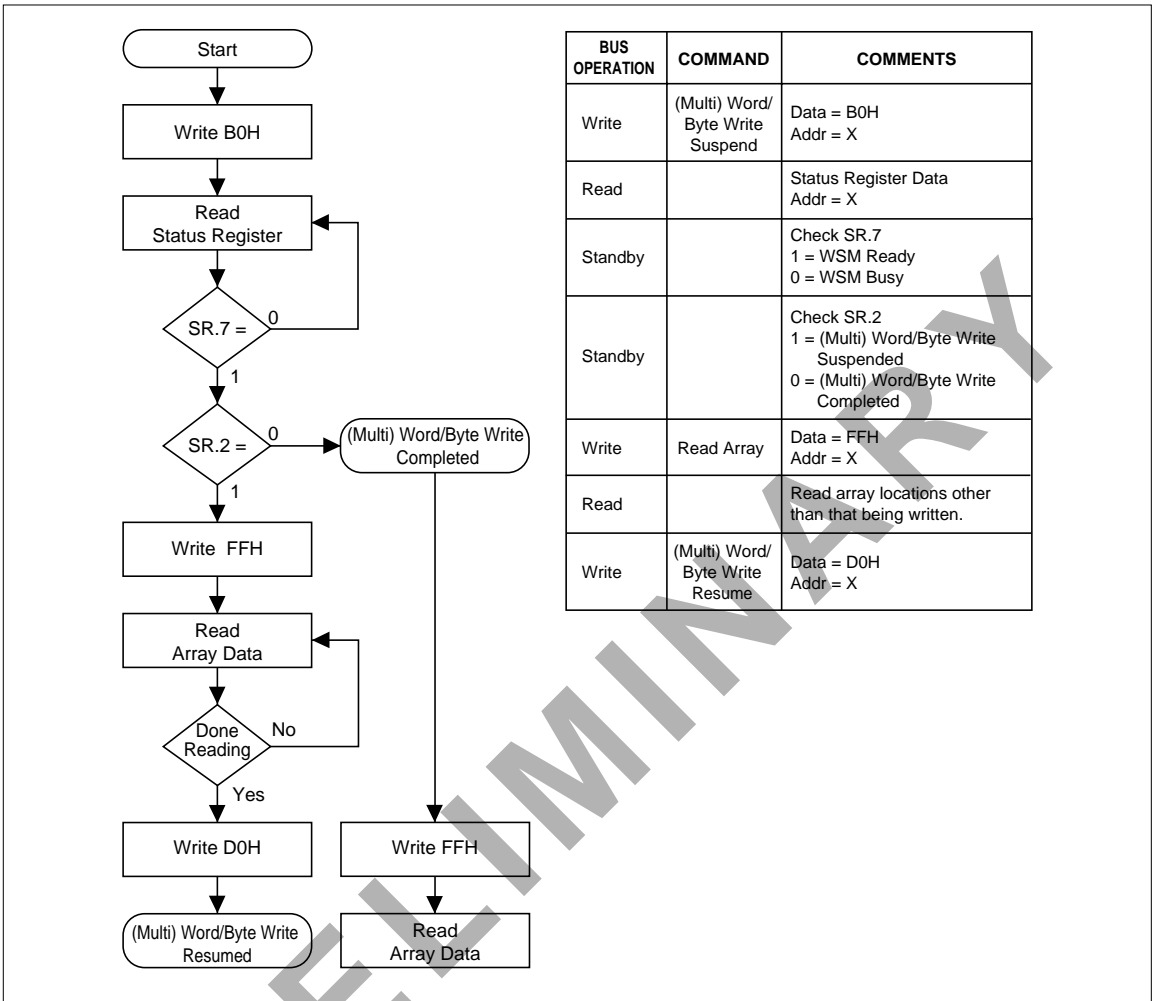 Start
Write B0H
Read
Status Register
SR.7 =
0
1
SR.2 =
0
(Multi) Word/Byte Write
Completed
1
Write FFH
Read
Array Data
Done
Reading
No
Yes
Write D0H
Write FFH
(Multi) Word/Byte Write
Resumed
Read
Array Data
BUS
OPERATION
COMMAND
COMMENTS
Write
(Multi) Word/
Byte Write
Suspend
Data = B0H
Addr = X
Read
Status Register Data
Addr = X
Standby
Check SR.7
1 = WSM Ready
0 = WSM Busy
Standby
Check SR.2
1 = (Multi) Word/Byte Write
Suspended
0 = (Multi) Word/Byte Write
Completed
Write
Read Array
Data = FFH
Addr = X
Read
Read array locations other
than that being written.
Write
(Multi) Word/
Byte Write
Resume
Data = D0H
Addr = X
ELIMINARY